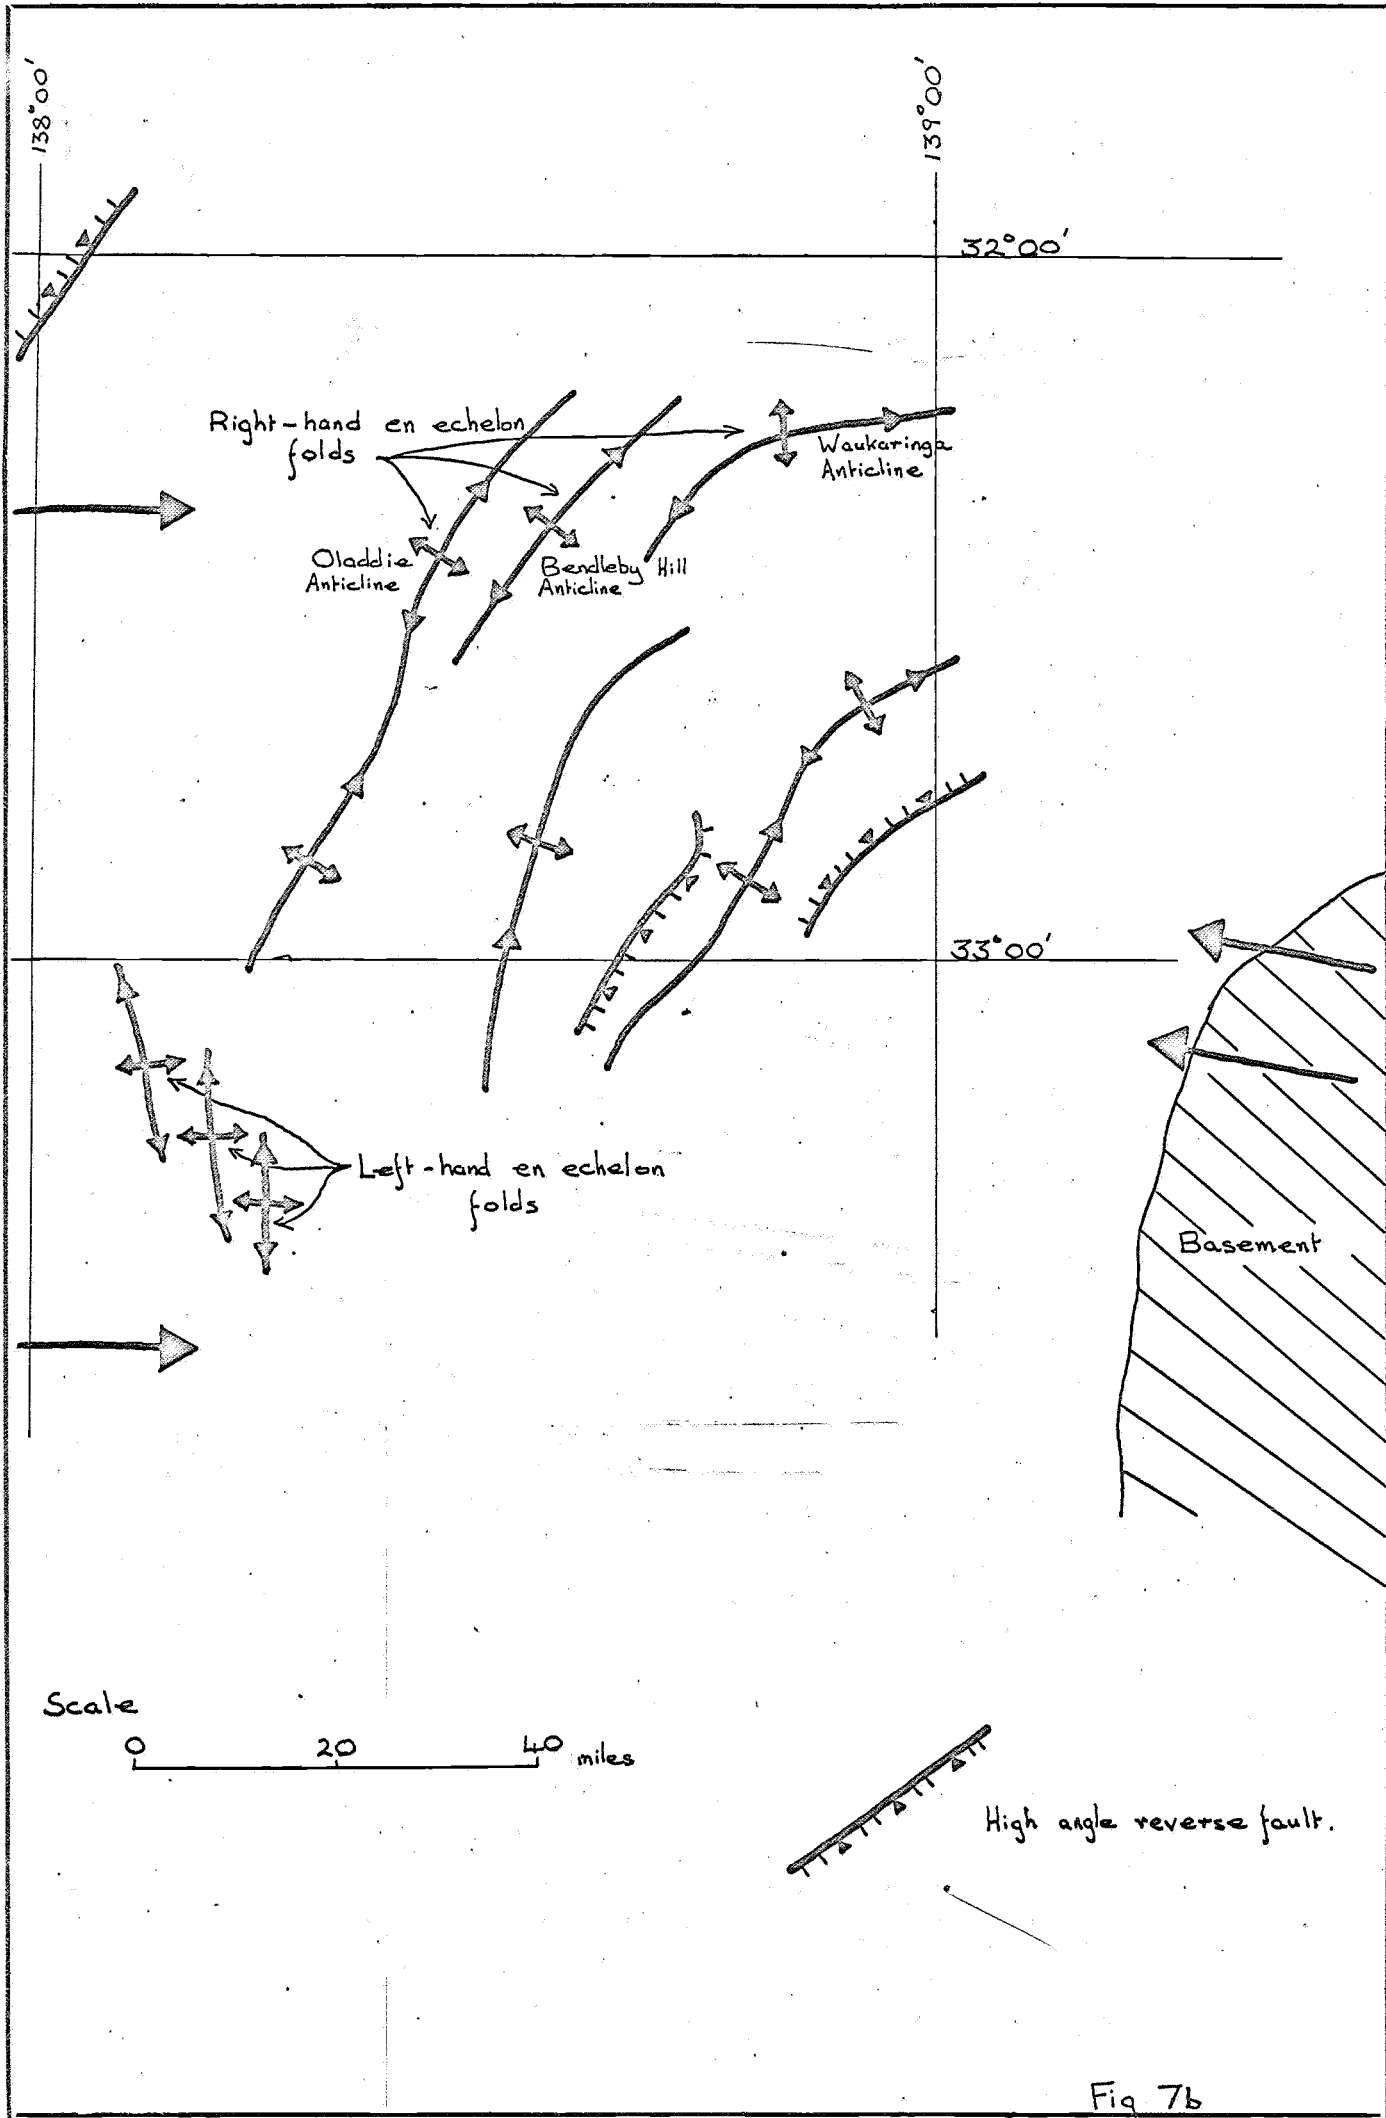 138°00'
139°00'
32°00'
Right-hand en echelon
folds
Waukaringa
Anticline
Oladdie
Anticline
Bendleby Hill
Anticline
33°00'
Left-hand en echelon
folds
Basement
Scale
0 20 40 miles
High angle reverse fault.
Fig 7b